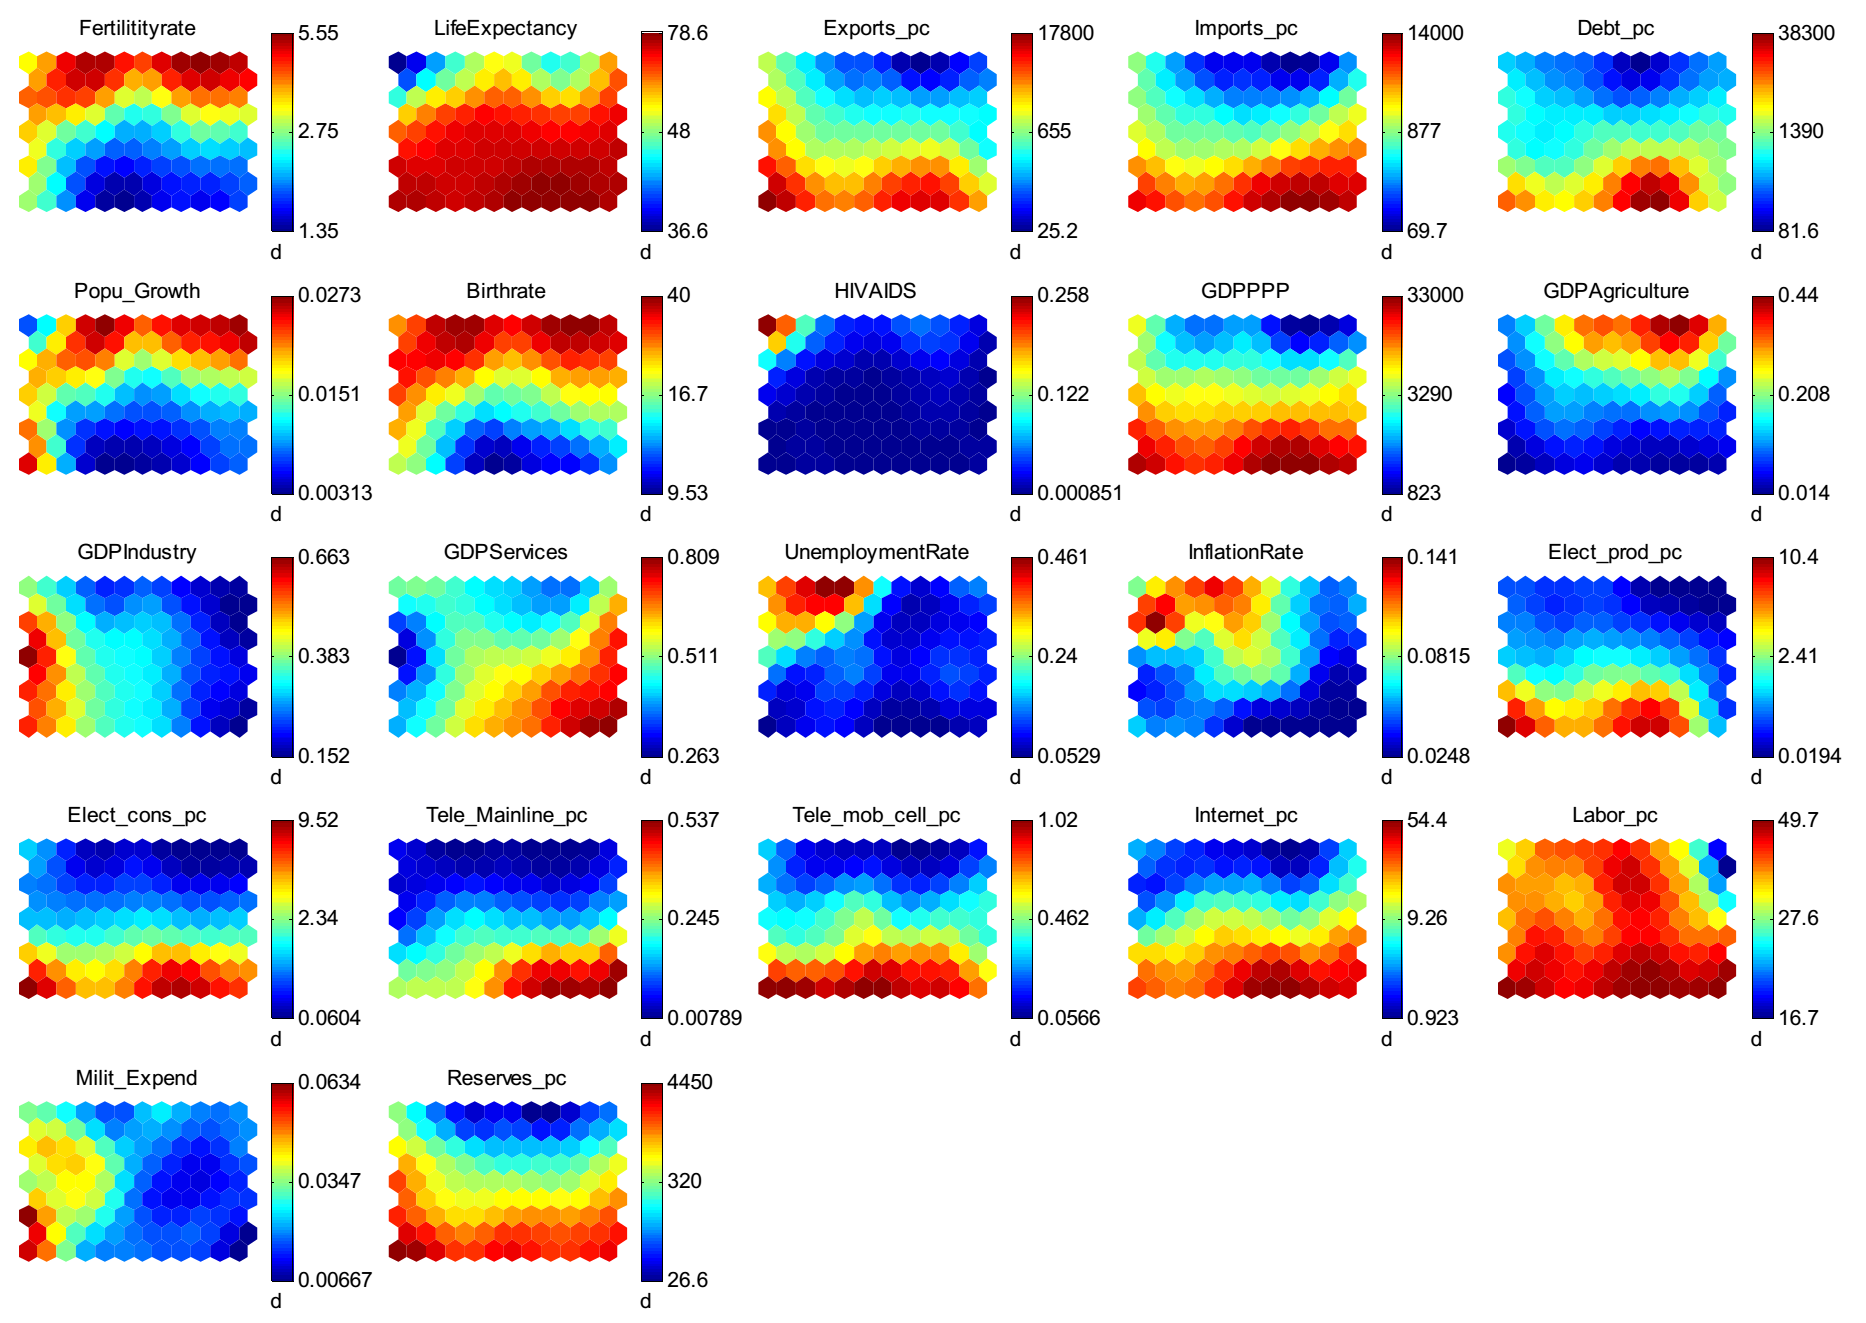 Fertilitityrate LifeExpectancy Exports_pc Imports_pc Debt_pc
5.55 78.6 17800 14000 38300
2.75 48 655 877 1390
1.35 36.6 25.2 69.7 81.6
d d d d d
Popu_Growth Birthrate HIVAIDS GDPPPP GDPAgriculture
0.0273 40 0.258 33000 0.44
0.0151 16.7 0.122 3290 0.208
0.00313 9.53 0.000851 823 0.014
d d d d d
GDPIndustry GDPServices UnemploymentRate InflationRate Elect_prod_pc
0.663 0.809 0.461 0.141 10.4
0.383 0.511 0.24 0.0815 2.41
0.152 0.263 0.0529 0.0248 0.0194
d d d d d
Elect_cons_pc Tele_Mainline_pc Tele_mob_cell_pc Internet_pc Labor_pc
9.52 0.537 1.02 54.4 49.7
2.34 0.245 0.462 9.26 27.6
0.0604 0.00789 0.0566 0.923 16.7
d d d d d
Milit_Expend Reserves_pc
0.0634 4450
0.0347 320
0.00667 26.6
d d